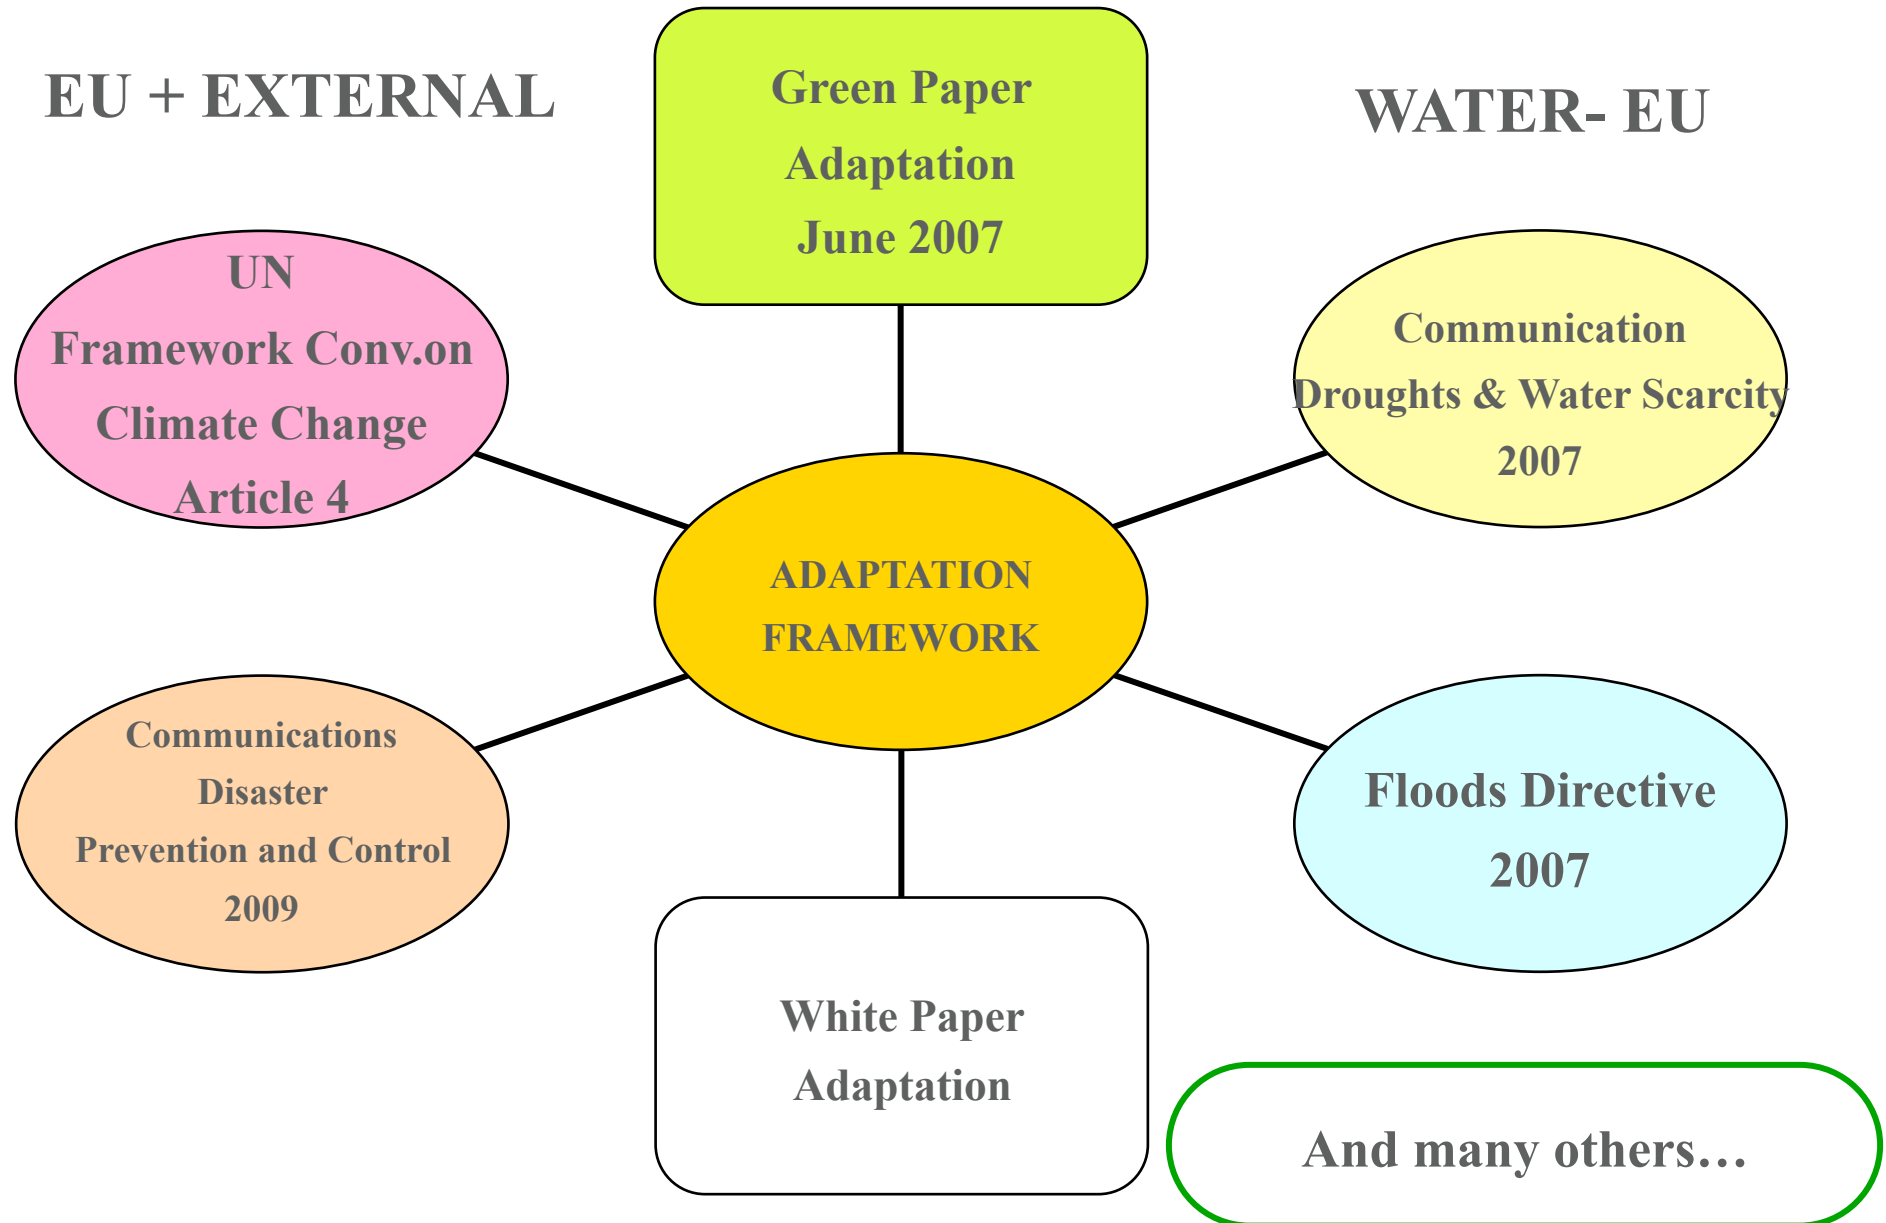 EU + EXTERNAL
Green Paper
Adaptation
June 2007
WATER- EU
UN
Framework Conv.on
Climate Change
Article 4
Communication
Droughts & Water Scarcity
2007
ADAPTATION
FRAMEWORK
Communications
Disaster
Prevention and Control
2009
Floods Directive
2007
White Paper
Adaptation
And many others…